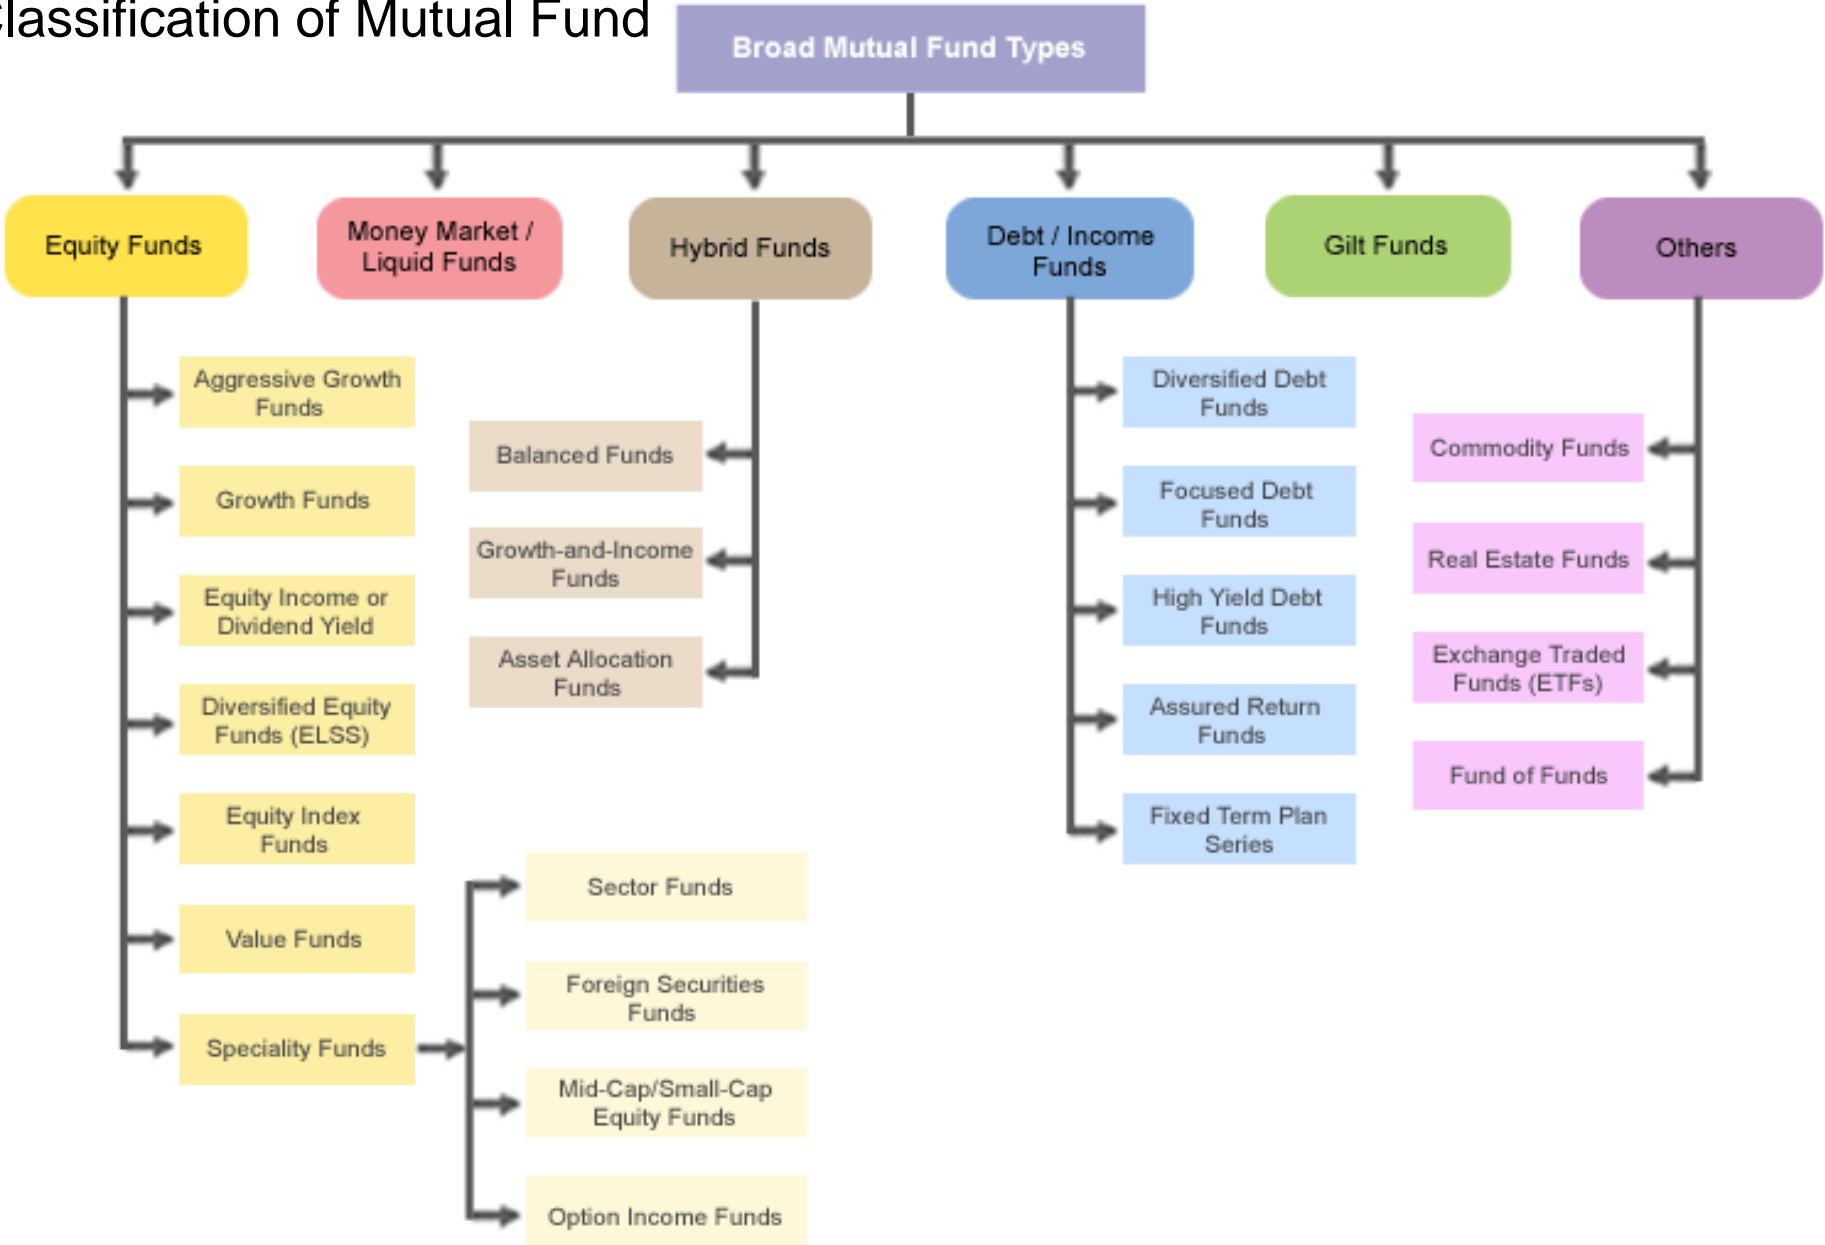 lassification of Mutual Fund
Broad Mutual Fund Types
Equity Funds
Money Market /
Liquid Funds
Hybrid Funds
Debt / Income
Funds
Gilt Funds
Others
Aggressive Growth
Funds
Growth Funds
Equity Income or
Dividend Yield
Diversified Equity
Funds (ELSS)
Equity Index
Funds
Value Funds
Speciality Funds
Sector Funds
Foreign Securities
Funds
Mid-Cap/Small-Cap
Equity Funds
Option Income Funds
Balanced Funds
Growth-and-Income
Funds
Asset Allocation
Funds
Diversified Debt
Funds
Focused Debt
Funds
High Yield Debt
Funds
Assured Return
Funds
Fixed Term Plan
Series
Commodity Funds
Real Estate Funds
Exchange Traded
Funds (ETFs)
Fund of Funds